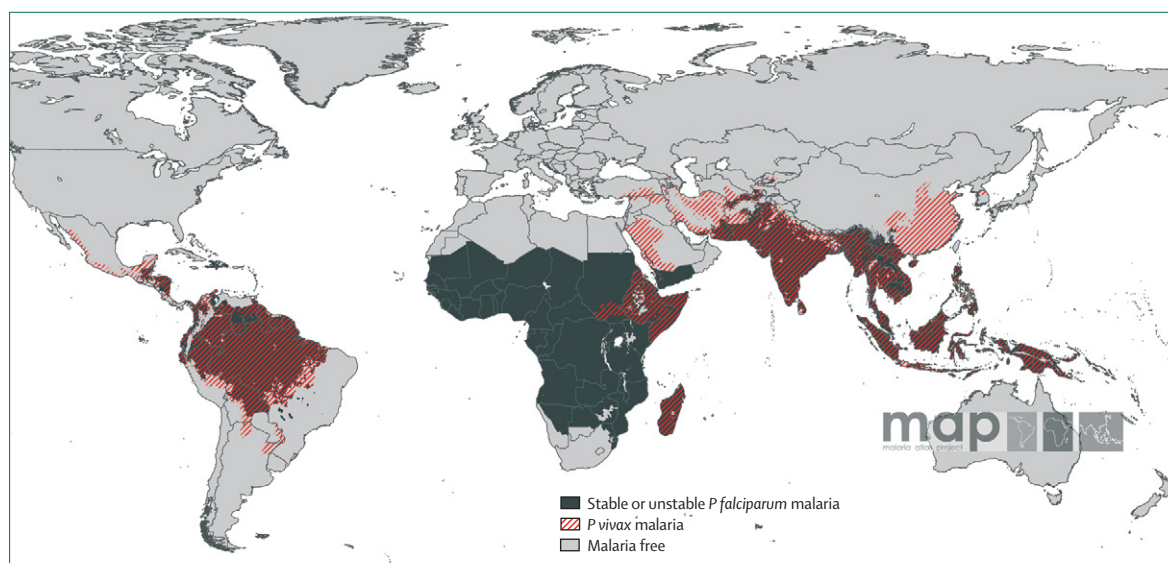 map
malaria atlas project
Stable or unstable P falciparum malaria
P vivax malaria
Malaria free